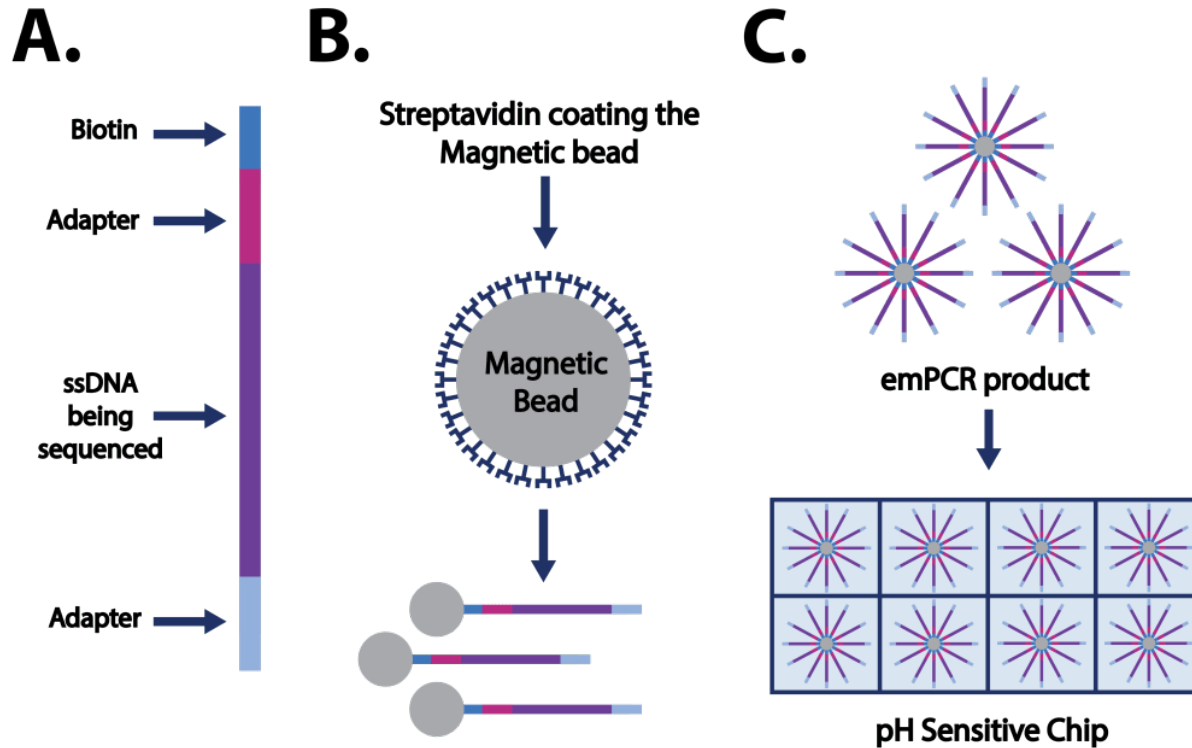 A.
Biotin
Adapter
ssDNA
being
sequenced
Adapter
B.
Streptavidin coating the
Magnetic bead
Magnetic
Bead
C.
emPCR product
pH Sensitive Chip